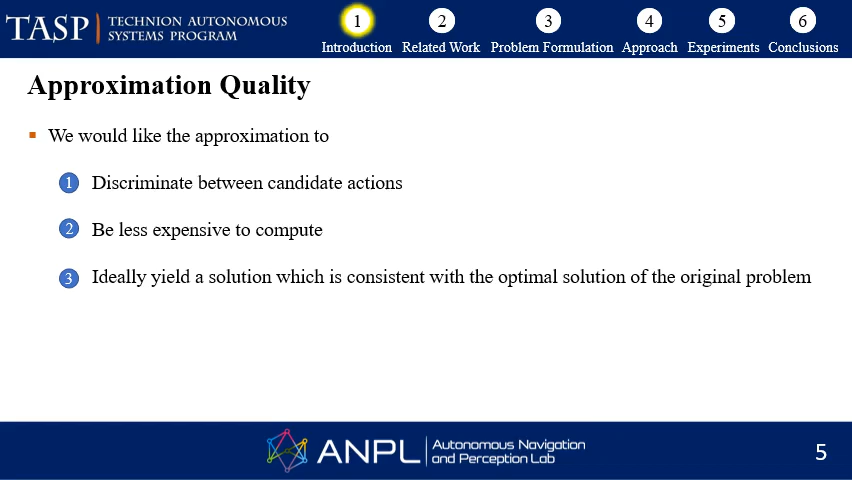 TASP TECHNION AUTONOMOUS
SYSTEMS PROGRAM
1 2 3 4 5 6
Introduction Related Work Problem Formulation Approach Experiments Conclusions
Approximation Quality
We would like the approximation to
1 Discriminate between candidate actions
2 Be less expensive to compute
3 Ideally yield a solution which is consistent with the optimal solution of the original problem
ANPL Autonomous Navigation
and Perception Lab
5